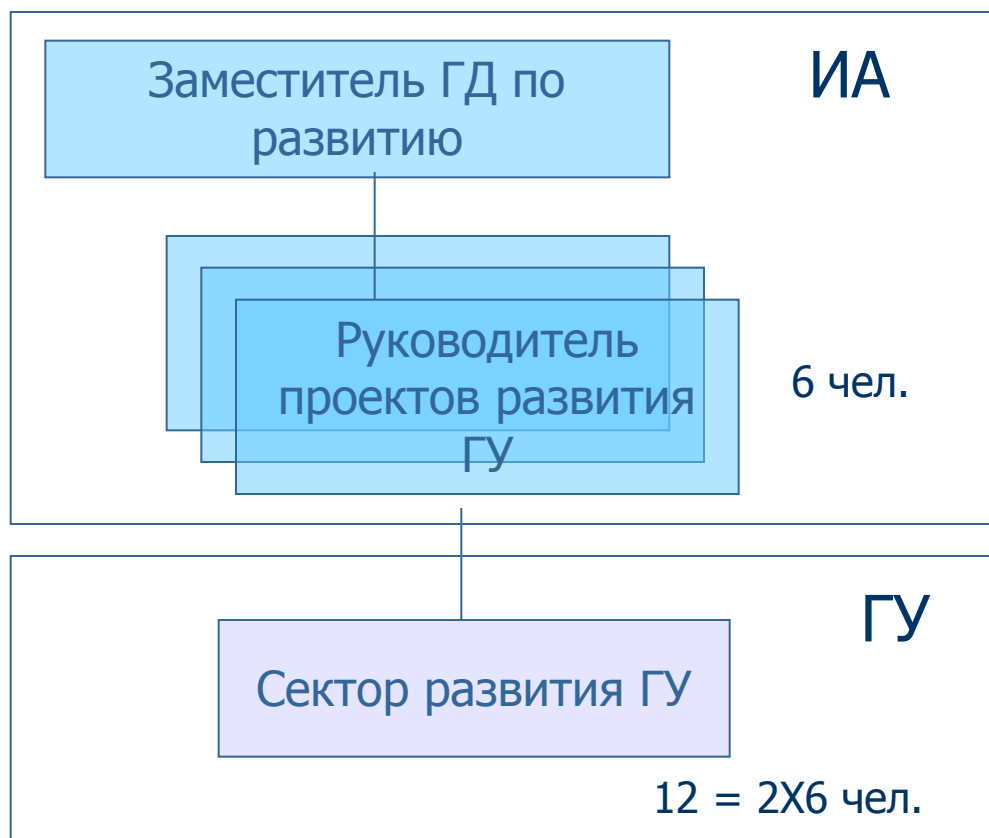 Заместитель ГД по
развитию
ИА
Руководитель
проектов развития
ГУ
6 чел.
ГУ
Сектор развития ГУ
12 = 2Х6 чел.